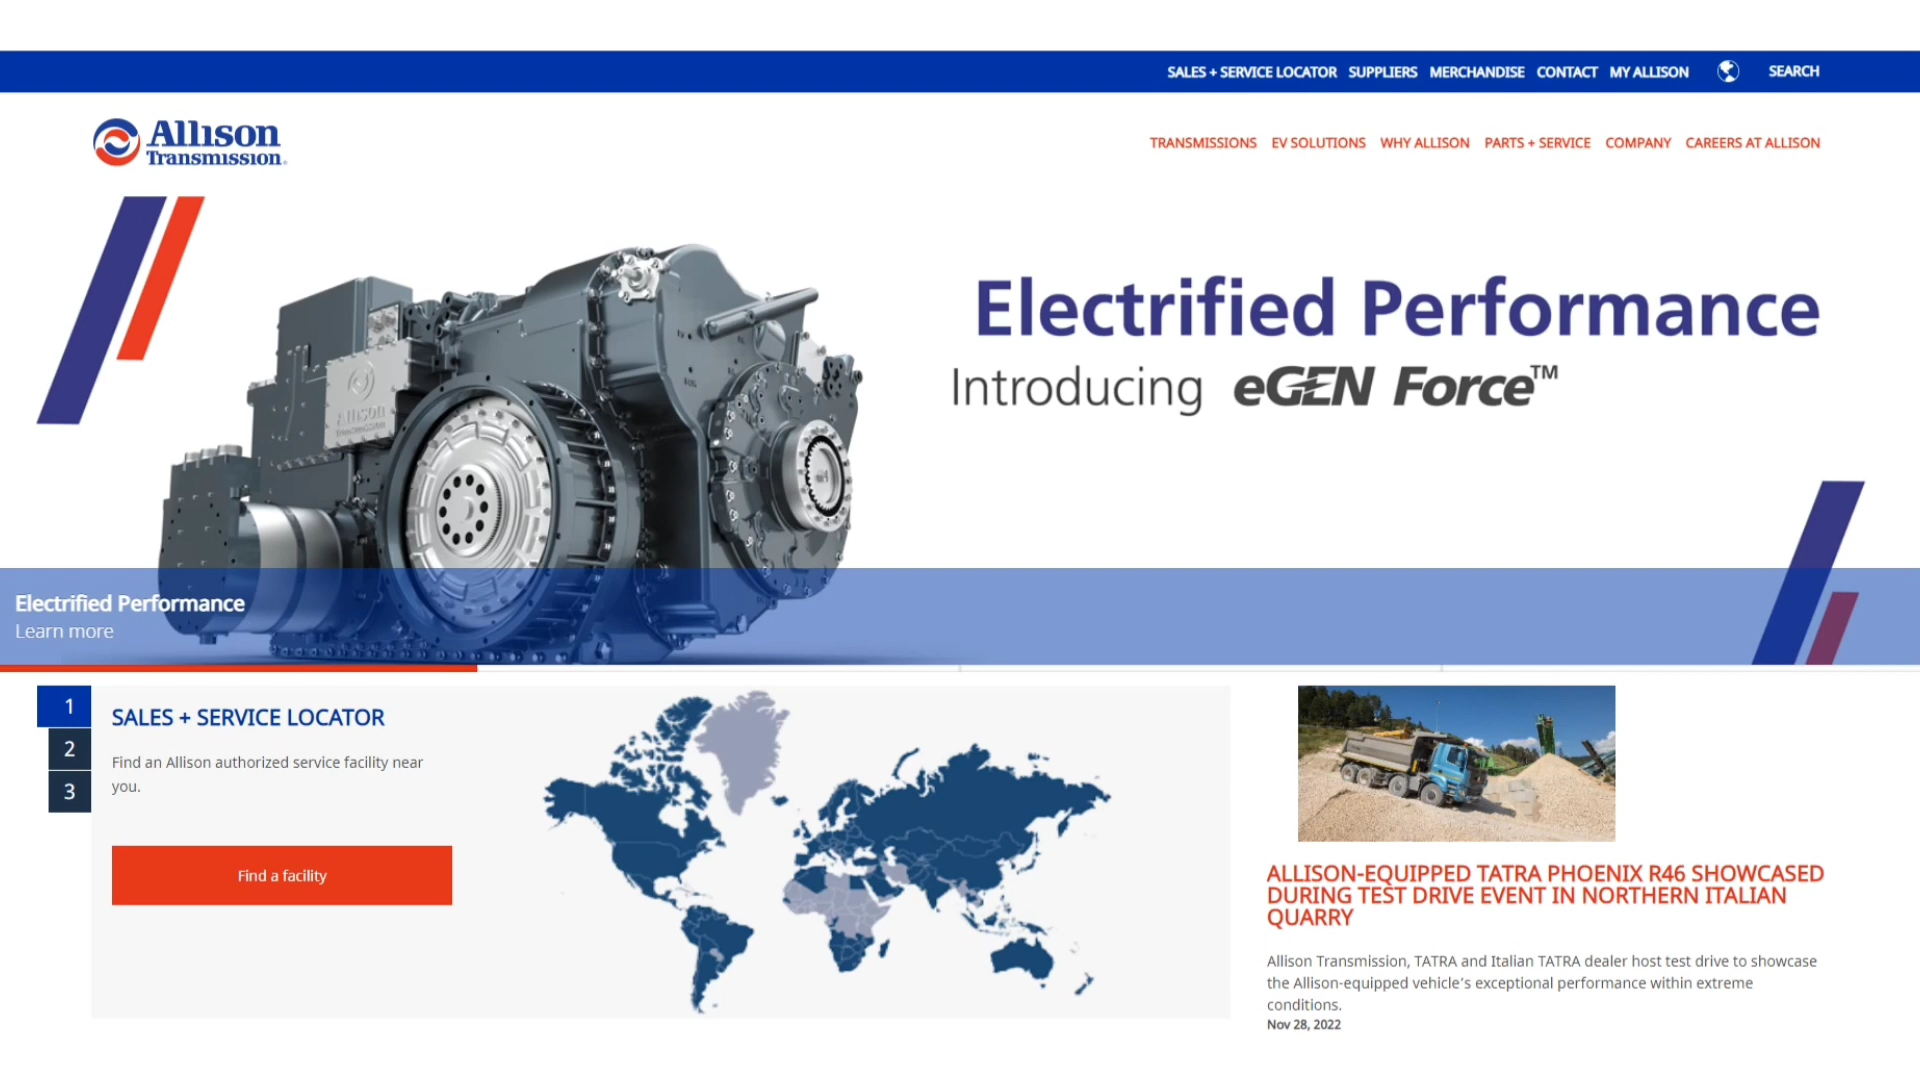 SALES + SERVICE LOCATOR SUPPLIERS MERCHANDISE CONTACT MY ALLISON SEARCH
Allison
Transmission
TRANSMISSIONS EV SOLUTIONS WHY ALLISON PARTS + SERVICE COMPANY CAREERS AT ALLISON
Electrified Performance
Introducing eGEN Force™
Allison
Transmission
Electrified Performance
Learn more
1
2
3
SALES + SERVICE LOCATOR
Find an Allison authorized service facility near
you.
Find a facility
ALLISON-EQUIPPED TATRA PHOENIX R46 SHOWCASED
DURING TEST DRIVE EVENT IN NORTHERN ITALIAN
QUARRY
Allison Transmission, TATRA and Italian TATRA dealer host test drive to showcase
the Allison-equipped vehicle's exceptional performance within extreme
conditions.
Nov 28, 2022